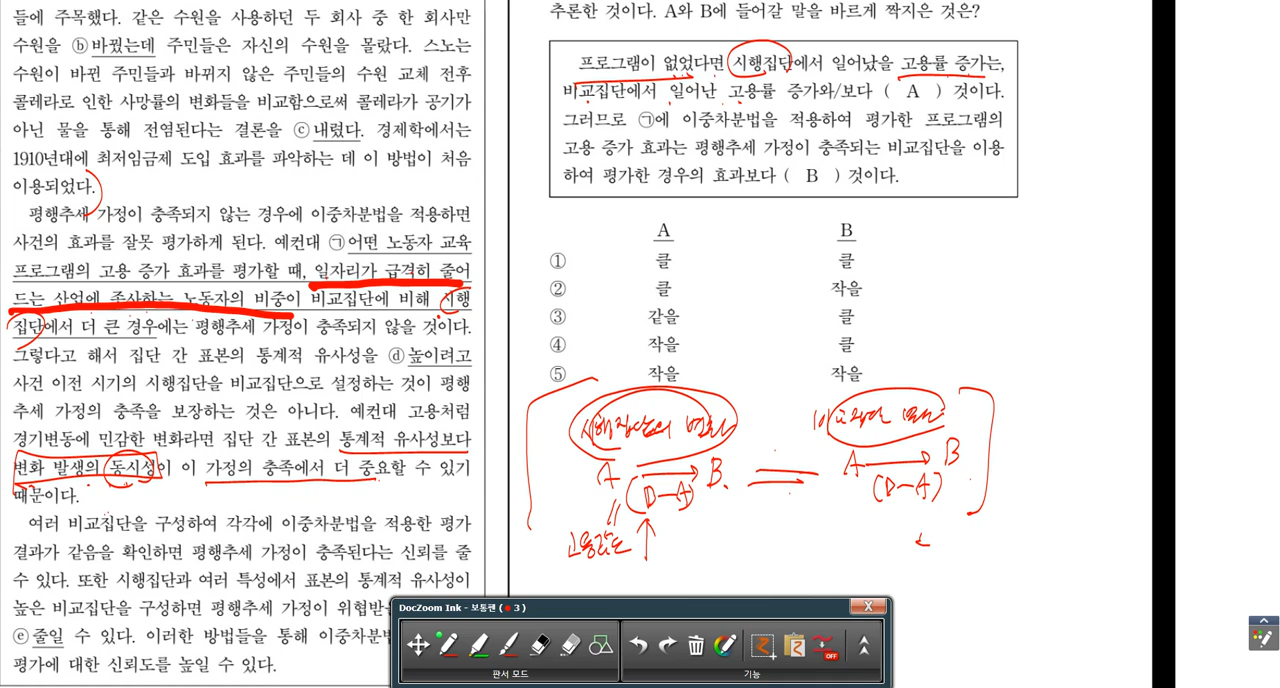 들에 주목했다. 같은 수원을 사용하던 두 회사 중 한 회사만
수원을 ⓑ바꿨는데 주민들은 자신의 수원을 몰랐다. 스노는
수원이 바뀐 주민들과 바뀌지 않은 주민들의 수원 교체 전후
콜레라로 인한 사망률의 변화들을 비교함으로써 콜레라가 공기가
아닌 물을 통해 전염된다는 결론을 ⓒ내렸다. 경제학에서는
1910년대에 최저임금제 도입 효과를 파악하는 데 이 방법이 처음
이용되었다.
평행추세 가정이 충족되지 않는 경우에 이중차분법을 적용하면
사건의 효과를 잘못 평가하게 된다. 예컨대 ㉠어떤 노동자 교육
프로그램의 고용 증가 효과를 평가할 때, 일자리가 급격히 줄어
드는 산업에 종사하는 노동자의 비중이 비교집단에 비해 시행
집단에서 더 큰 경우에는 평행추세 가정이 충족되지 않을 것이다.
그렇다고 해서 집단 간 표본의 통계적 유사성을 ⓓ높이려고
사건 이전 시기의 시행집단을 비교집단으로 설정하는 것이 평행
추세 가정의 충족을 보장하는 것은 아니다. 예컨대 고용처럼
경기변동에 민감한 변화라면 집단 간 표본의 통계적 유사성보다
변화 발생의 동시성이 이 가정의 충족에서 더 중요할 수 있기
때문이다.
여러 비교집단을 구성하여 각각에 이중차분법을 적용한 평가
결과가 같음을 확인하면 평행추세 가정이 충족된다는 신뢰를 줄
수 있다. 또한 시행집단과 여러 특성에서 표본의 통계적 유사성이
높은 비교집단을 구성하면 평행추세 가정이 위협받
ⓔ줄일 수 있다. 이러한 방법들을 통해 이중차분
평가에 대한 신뢰도를 높일 수 있다.
추론한 것이다. A와 B에 들어갈 말을 바르게 짝지은 것은?
프로그램이 없었다면 시행집단에서 일어났을 고용률 증가는,
비교집단에서 일어난 고용률 증가와/보다 ( A ) 것이다.
그러므로 ㉠에 이중차분법을 적용하여 평가한 프로그램의
고용 증가 효과는 평행추세 가정이 충족되는 비교집단을 이용
하여 평가한 경우의 효과보다 ( B ) 것이다.
A B
① 클 클
② 클 작을
③ 같을 클
④ 작을 클
⑤ 작을 작을
시행집단의 변화
A B
(B-A)
A B
(B-A)
DocZoom Ink - 보통펜 ( 3 )
OFF
판서 모드 기능